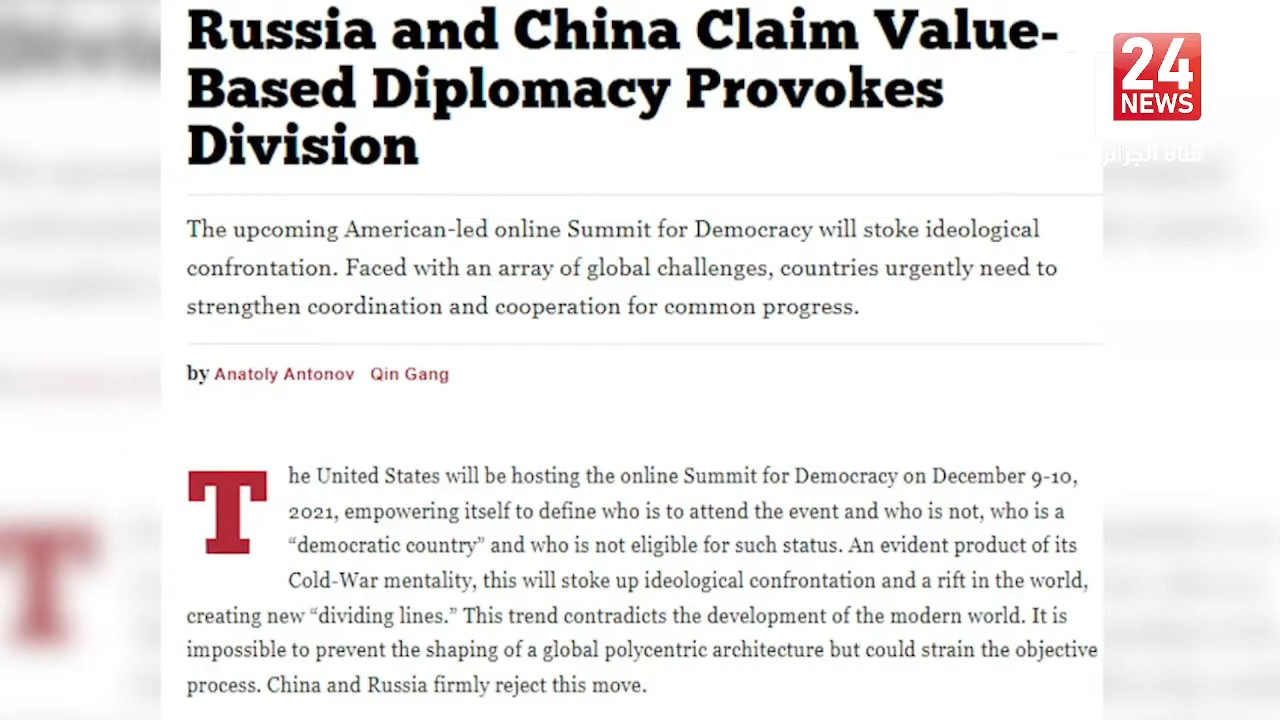 Russia and China Claim Value-
Based Diplomacy Provokes
Division
24
NEWS
قناة الجزائر
The upcoming American-led online Summit for Democracy will stoke ideological
confrontation. Faced with an array of global challenges, countries urgently need to
strengthen coordination and cooperation for common progress.
by Anatoly Antonov Qin Gang
The United States will be hosting the online Summit for Democracy on December 9-10,
2021, empowering itself to define who is to attend the event and who is not, who is a
“democratic country” and who is not eligible for such status. An evident product of its
Cold-War mentality, this will stoke up ideological confrontation and a rift in the world,
creating new “dividing lines.” This trend contradicts the development of the modern world. It is
impossible to prevent the shaping of a global polycentric architecture but could strain the objective
process. China and Russia firmly reject this move.